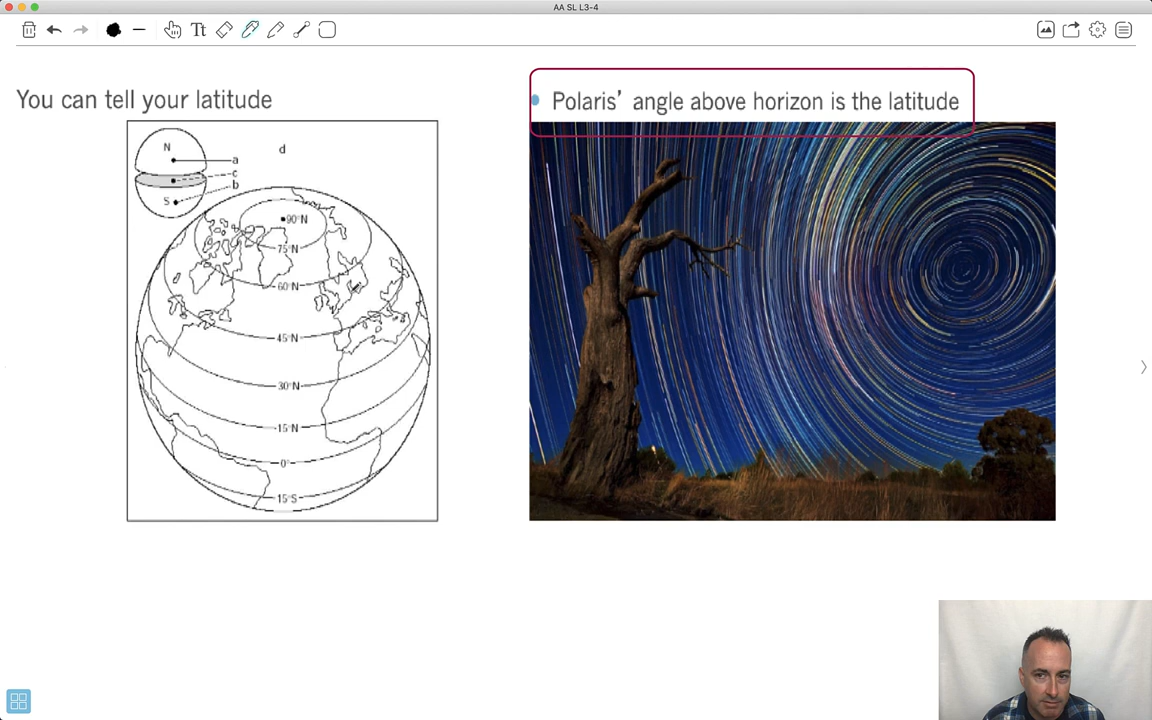 AA SL L3-4
Tt
You can tell your latitude
Polaris’ angle above horizon is the latitude
N
a
c
b
S
d
90°N
75°N
60°N
45°N
30°N
15°N
0°
15°S